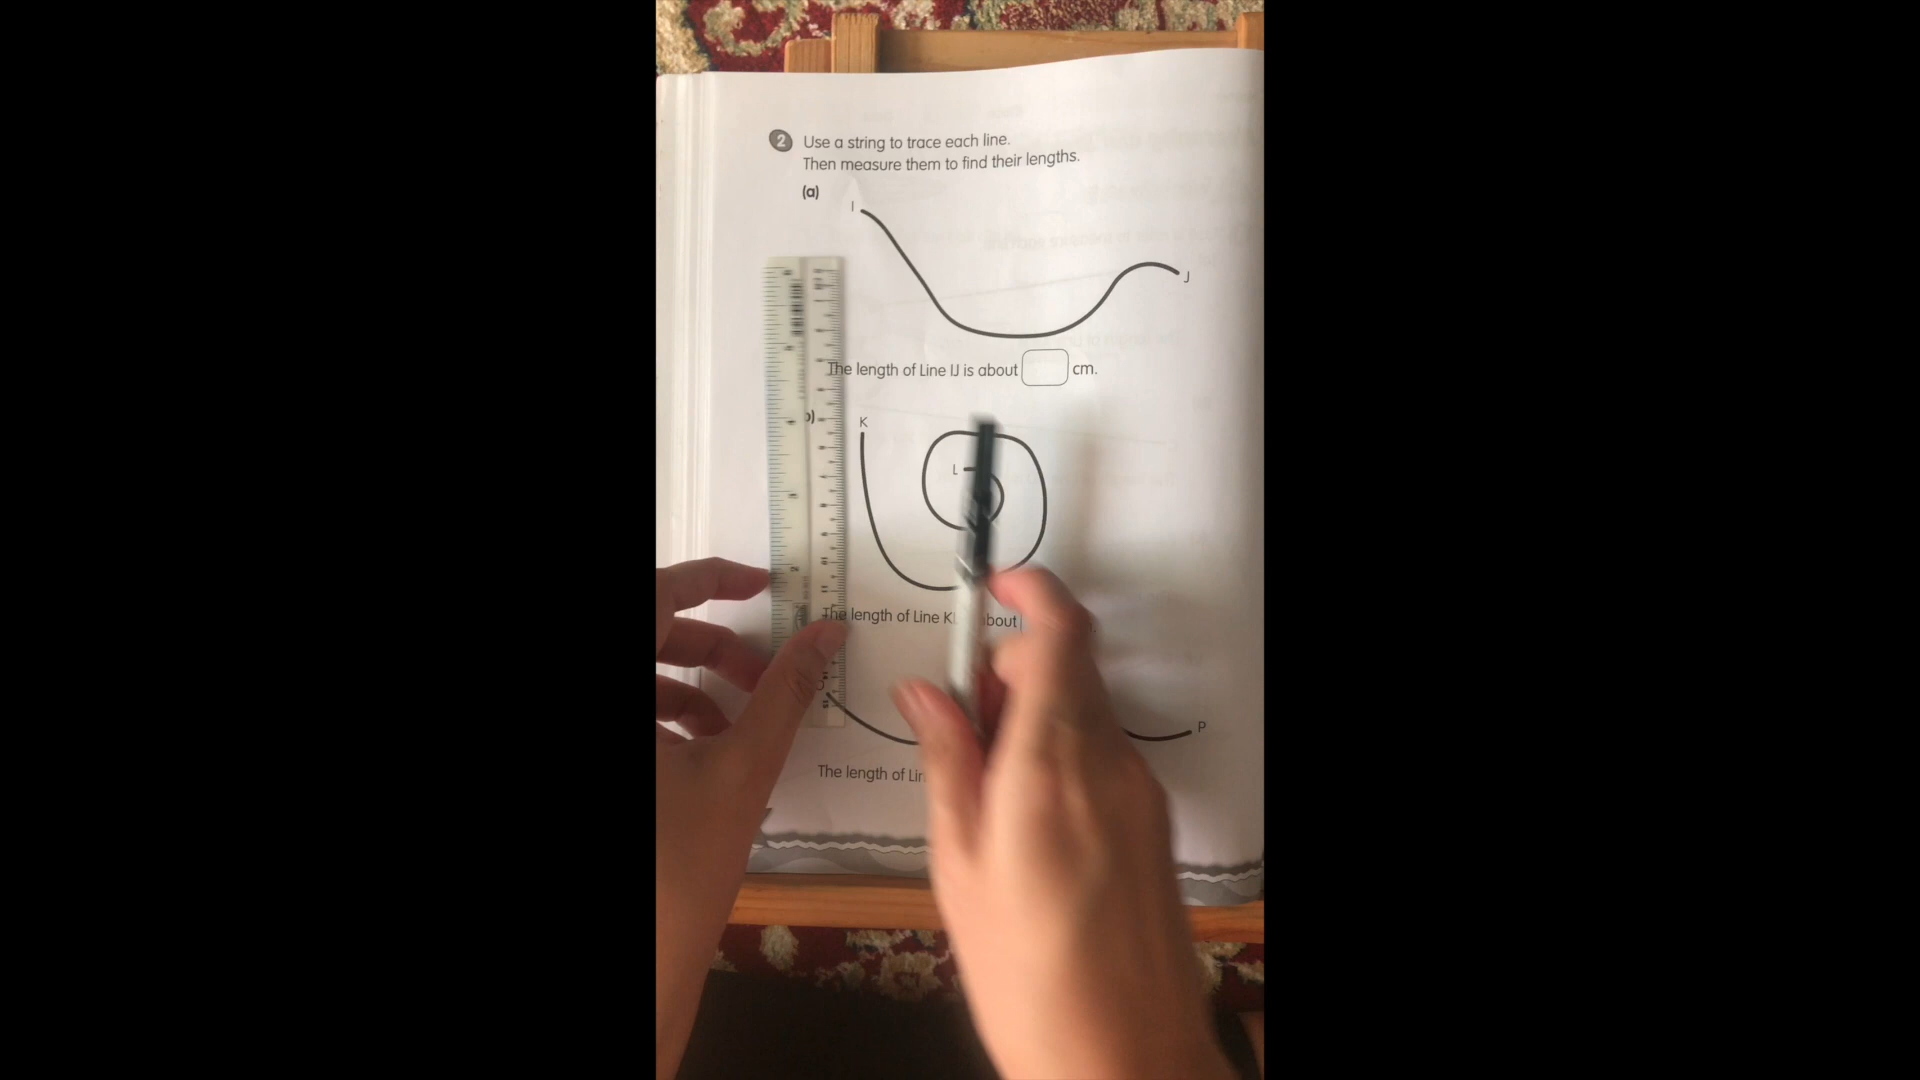 2 Use a string to trace each line.
Then measure them to find their lengths.
(a)
I
J
The length of Line IJ is about cm.
b)
K
L
The length of Line K bout
P
The length of Lin